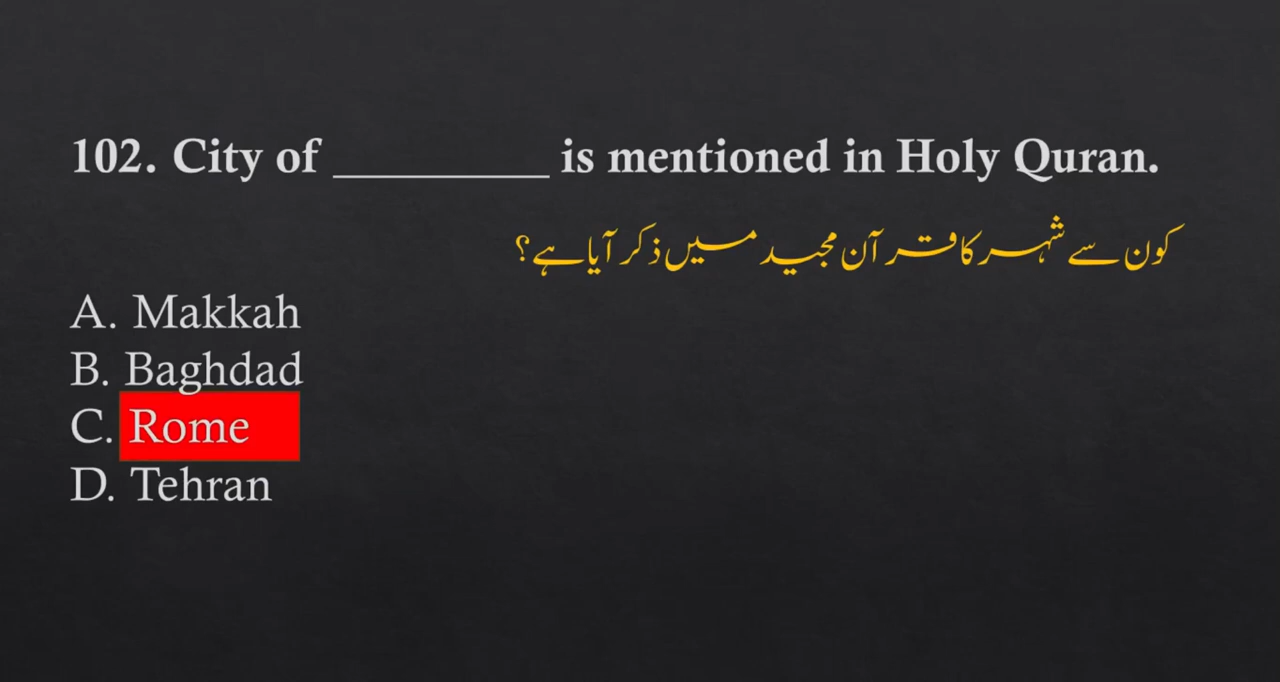 102. City of __________ is mentioned in Holy Quran.
کون سے شہر کا قرآن مجید میں ذکر آیا ہے؟
A. Makkah
B. Baghdad
C. Rome
D. Tehran